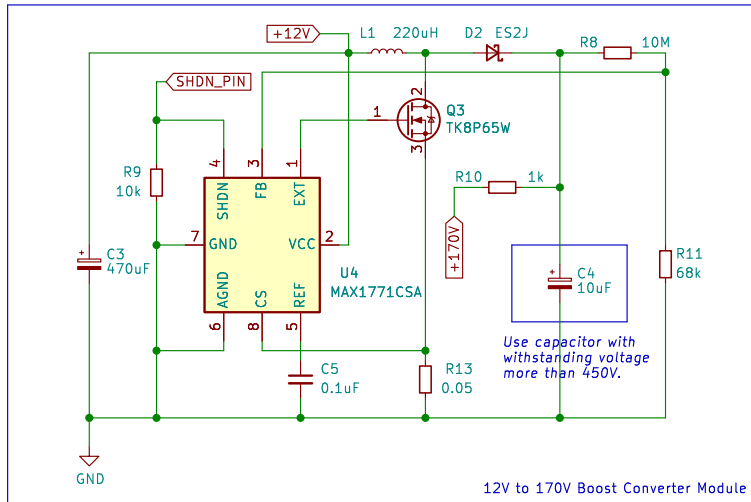 +12V
L1 220uH
D2 ES2J
R8 10M
SHDN_PIN
2
Q3
1
TK8P65W
3
4 3 1
R9
10k
SHDN FB EXT
R10 1k
+170V
7 GND VCC 2
C3
470uF
U4
MAX1771CSA
AGND CS REF
6 8 5
C4
10uF
R11
68k
Use capacitor with
withstanding voltage
more than 450V.
C5
0.1uF
R13
0.05
GND
12V to 170V Boost Converter Module